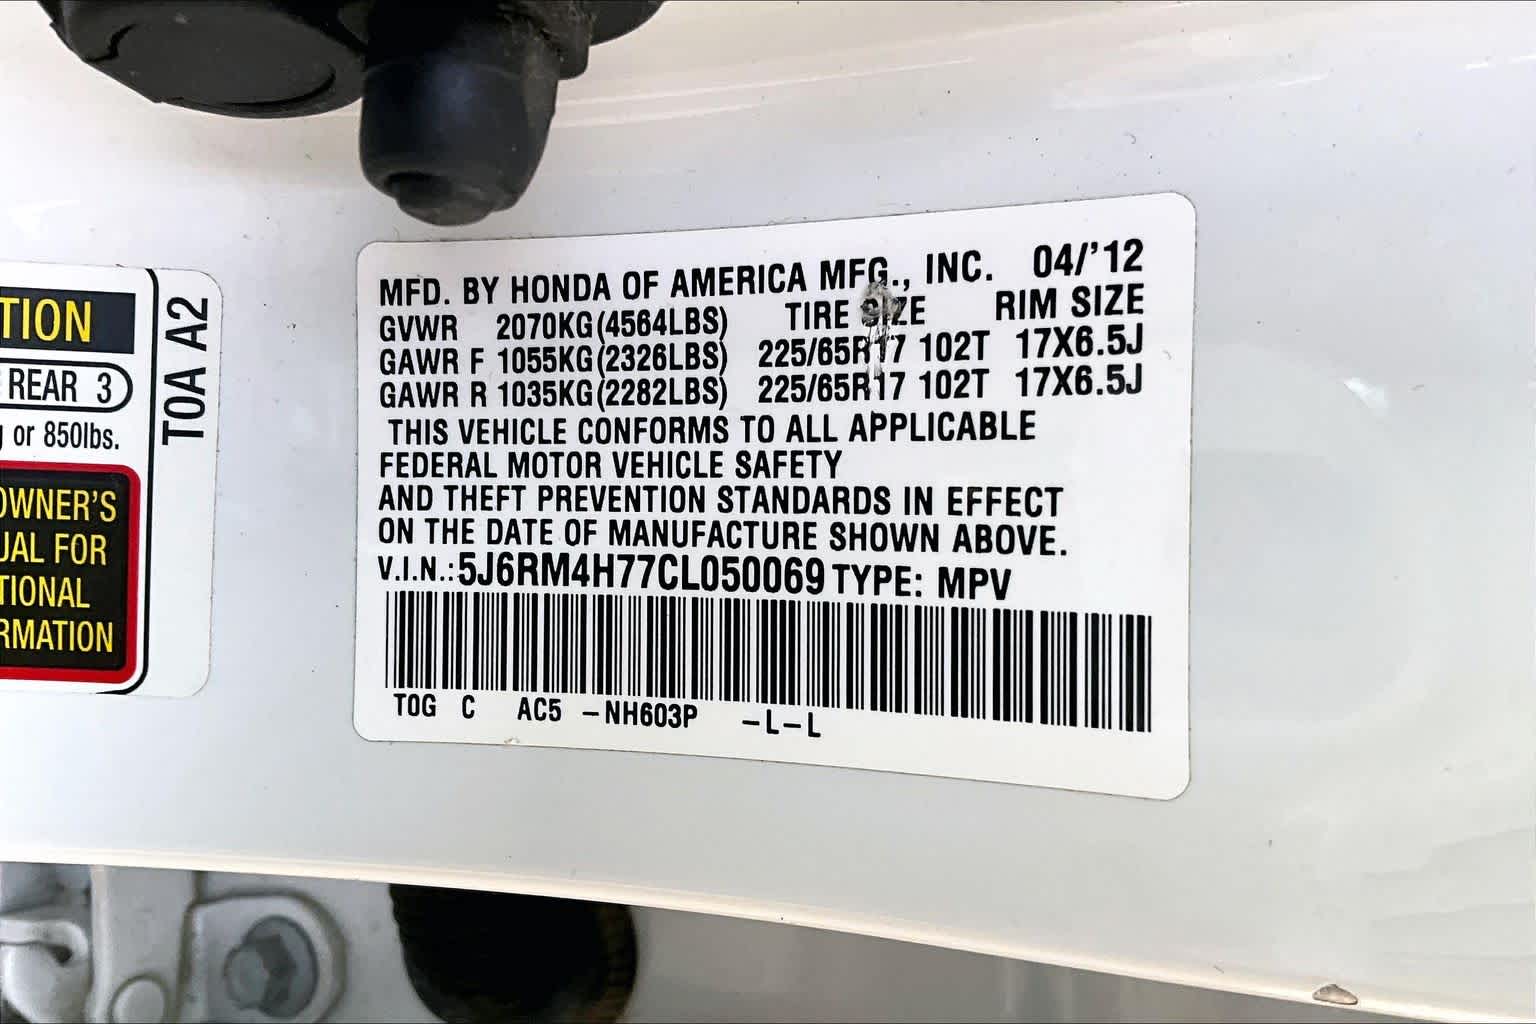 TION
REAR 3
or 850lbs.
OWNER'S
UAL FOR
TIONAL
RMATION
T0A A2
MFD. BY HONDA OF AMERICA MFG., INC. 04/'12
GVWR 2070KG(4564LBS) TIRE SIZE RIM SIZE
GAWR F 1055KG(2326LBS) 225/65R17 102T 17X6.5J
GAWR R 1035KG(2282LBS) 225/65R17 102T 17X6.5J
THIS VEHICLE CONFORMS TO ALL APPLICABLE
FEDERAL MOTOR VEHICLE SAFETY
AND THEFT PREVENTION STANDARDS IN EFFECT
ON THE DATE OF MANUFACTURE SHOWN ABOVE.
V.I.N.:5J6RM4H77CL050069 TYPE: MPV
T0G C AC5 -NH603P -L-L